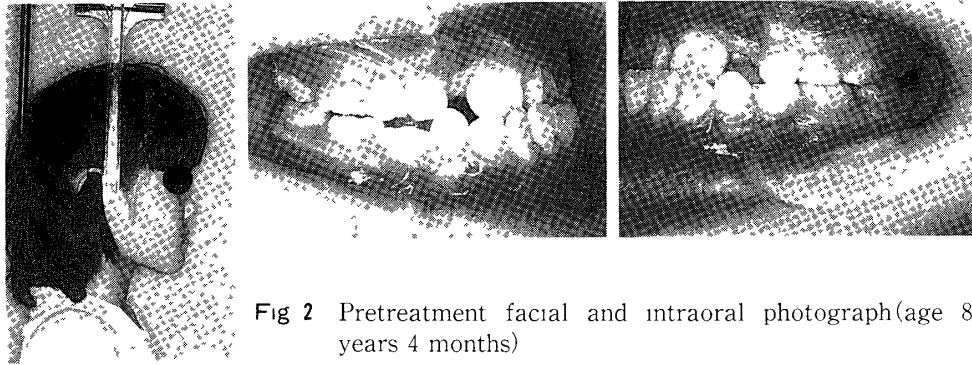 Fig 2 Pretreatment facial and intraoral photograph(age 8
years 4 months)